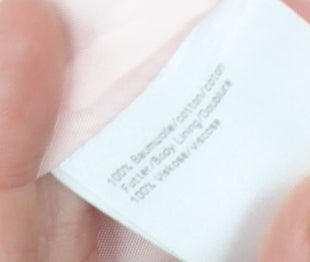 100% Baumwolle/cotton/coton
Futter/Body Lining/Doublure
100% Viskose/viscose